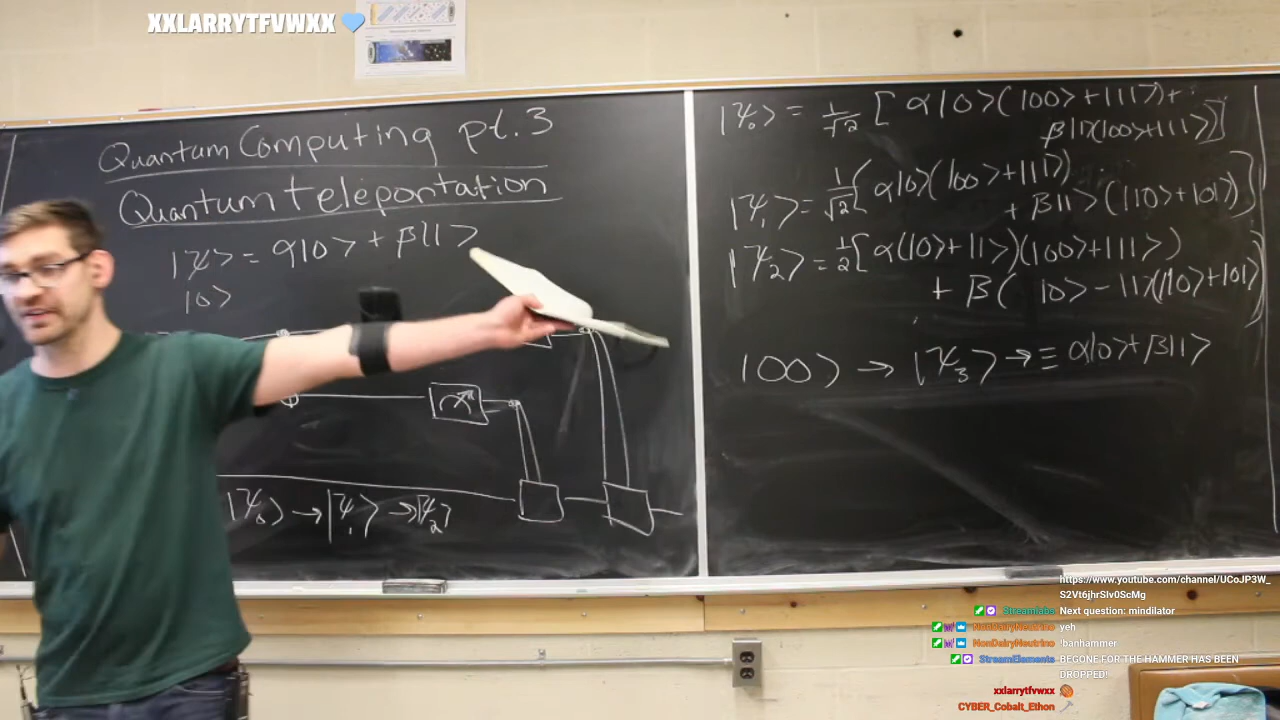 XXLARRYTFVWXX 💙
Quantum Computing pt.3
Quantum teleportation
|ψ> = α|0> + β|1>
|0>
|ψ₀> → |ψ₁> → |ψ₂>
|ψ₀> = 1/√2 [ α|0>(|00>+|11>)+
β|1>(|00>+|11>)]
|ψ₁> = 1/√2 ( α|0>(|00>+|11>)
+ β|1>(|10>+|01>)
|ψ₂> = 1/2 [ α(|0>+|1>)(|00>+|11>)
+ β( |0>-|1>)(|10>+|01>)
|00> → |ψ₃> → ≡ α|0>+β|1>
https://www.youtube.com/channel/UCoJP3W_
S2Vt6jhrSIv0ScMg
Streamlabs Next question: mindilator
NonDairyNeutrino yeh
NonDairyNeutrino !banhammer
StreamElements BEGONE FOR THE HAMMER HAS BEEN
DROPPED!
xxlarrytfvwxx
CYBER_Cobalt_Ethon